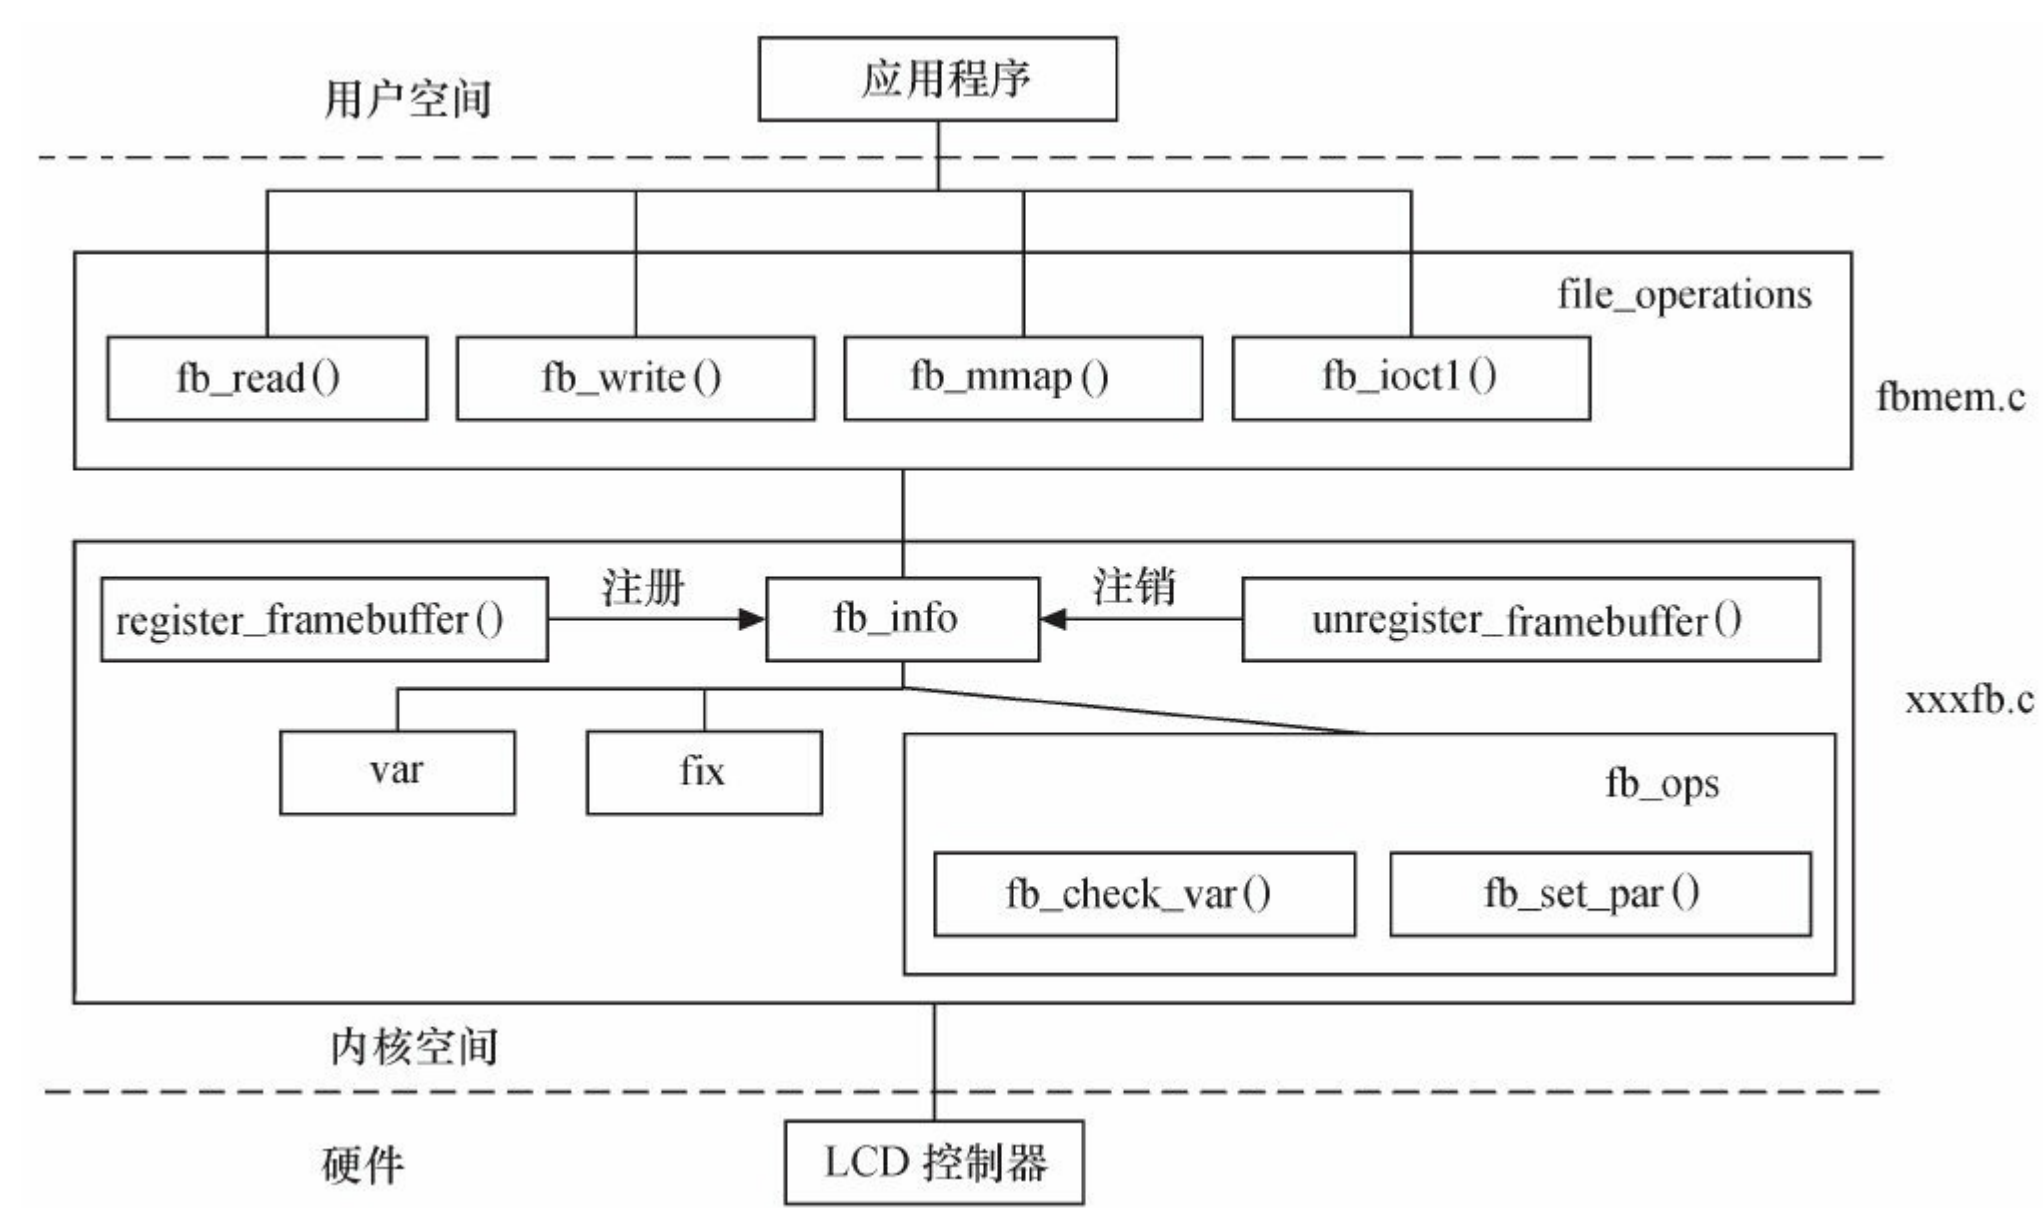 应用程序
用户空间
file_operations
fb_read()
fb_write()
fb_mmap()
fb_ioct1()
fbmem.c
register_framebuffer()
注册
fb_info
注销
unregister_framebuffer()
xxxfb.c
var
fix
fb_ops
fb_check_var()
fb_set_par()
内核空间
硬件
LCD 控制器